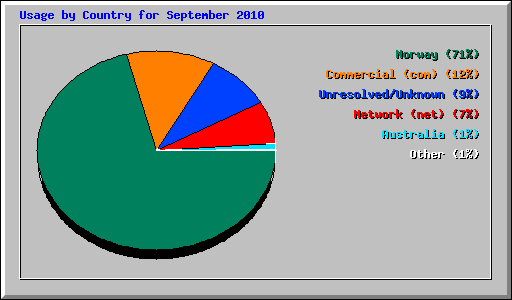 Usage by Country for September 2010
Norway (71%)
Commercial (com) (12%)
Unresolved/Unknown (9%)
Network (net) (7%)
Australia (1%)
Other (1%)